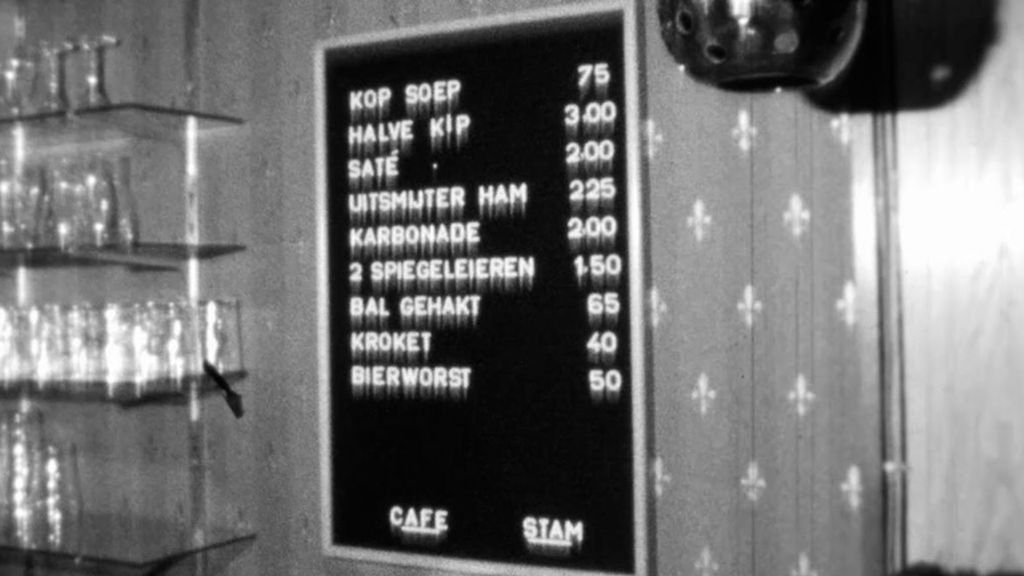 KOP SOEP 75
HALVE KIP 3.00
SATÉ 2.00
UITSMIJTER HAM 2.25
KARBONADE 2.00
2 SPIEGELEIEREN 1.50
BAL GEHAKT 65
KROKET 40
BIERWORST 50
CAFE STAM